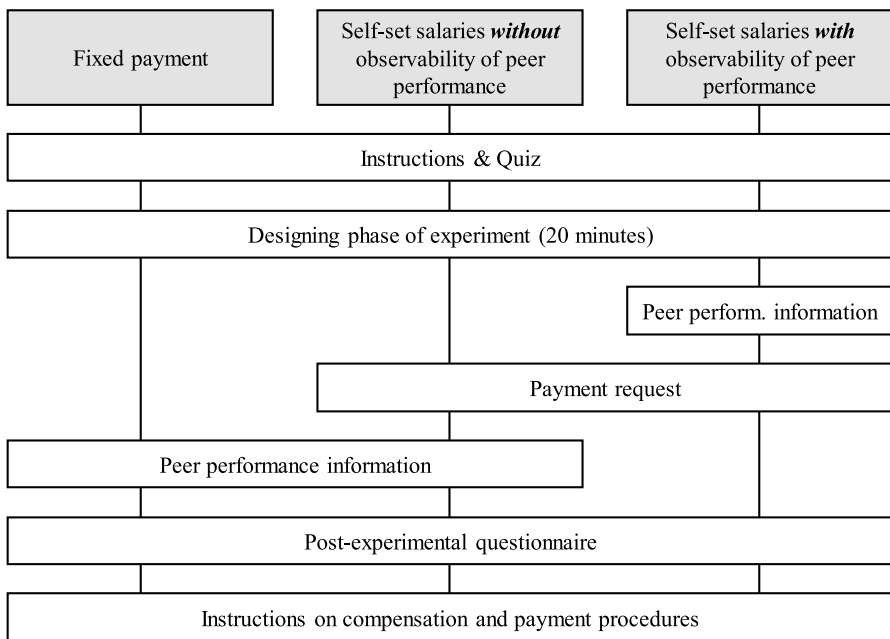 Fixed payment
Self-set salaries without
observability of peer
performance
Self-set salaries with
observability of peer
performance
Instructions & Quiz
Designing phase of experiment (20 minutes)
Peer perform. information
Payment request
Peer performance information
Post-experimental questionnaire
Instructions on compensation and payment procedures